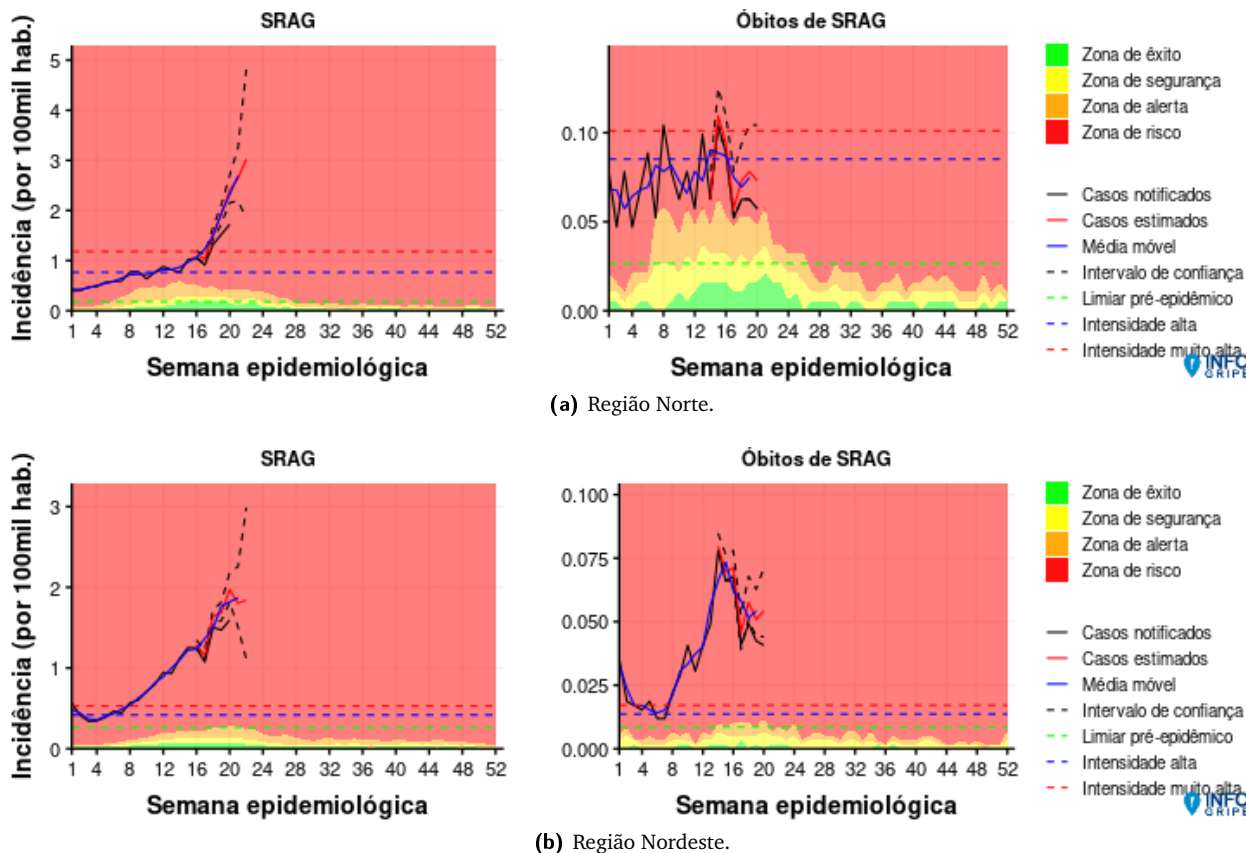 SRAG
Óbitos de SRAG
Incidência (por 100mil hab.)
5
4
3
2
1
0
1 4 8 12 16 20 24 28 32 36 40 44 48 52
Semana epidemiológica
0.10
0.05
0.00
1 4 8 12 16 20 24 28 32 36 40 44 48 52
Semana epidemiológica
Zona de êxito
Zona de segurança
Zona de alerta
Zona de risco
Casos notificados
Casos estimados
Média móvel
Intervalo de confiança
Limiar pré-epidêmico
Intensidade alta
Intensidade muito alta
INFO
GRIPE
(a) Região Norte.
SRAG
Óbitos de SRAG
Incidência (por 100mil hab.)
3
2
1
0
1 4 8 12 16 20 24 28 32 36 40 44 48 52
Semana epidemiológica
0.100
0.075
0.050
0.025
0.000
1 4 8 12 16 20 24 28 32 36 40 44 48 52
Semana epidemiológica
Zona de êxito
Zona de segurança
Zona de alerta
Zona de risco
Casos notificados
Casos estimados
Média móvel
Intervalo de confiança
Limiar pré-epidêmico
Intensidade alta
Intensidade muito alta
INFO
GRIPE
(b) Região Nordeste.